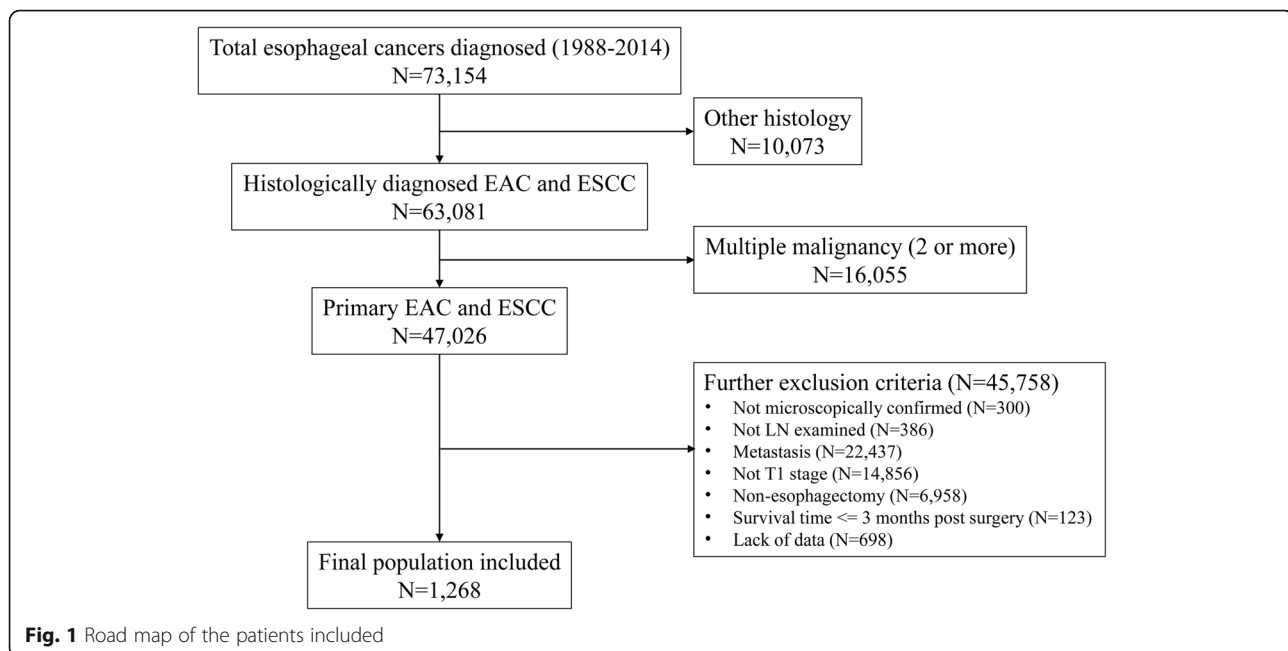 Total esophageal cancers diagnosed (1988-2014)
N=73,154
Other histology
N=10,073
Histologically diagnosed EAC and ESCC
N=63,081
Multiple malignancy (2 or more)
N=16,055
Primary EAC and ESCC
N=47,026
Further exclusion criteria (N=45,758)
• Not microscopically confirmed (N=300)
• Not LN examined (N=386)
• Metastasis (N=22,437)
• Not T1 stage (N=14,856)
• Non-esophagectomy (N=6,958)
• Survival time <= 3 months post surgery (N=123)
• Lack of data (N=698)
Final population included
N=1,268
Fig. 1 Road map of the patients included